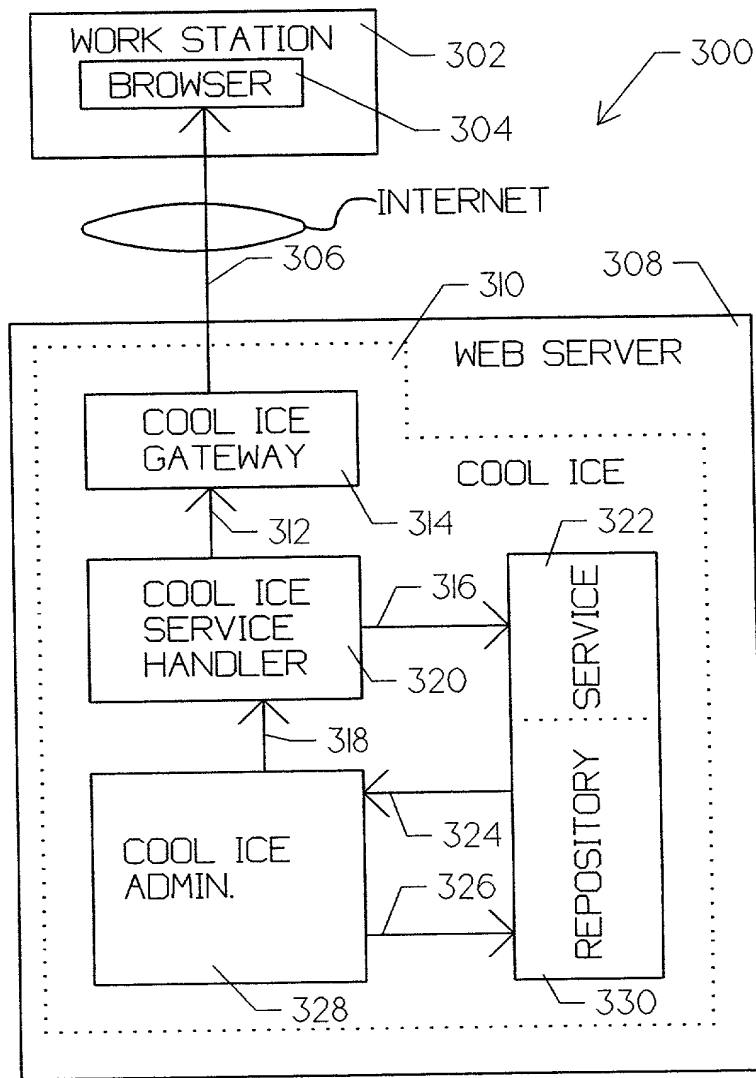 WORK STATION
302
BROWSER
304
300
INTERNET
306
308
310
WEB SERVER
COOL ICE
GATEWAY
COOL ICE
312
314
322
COOL ICE
SERVICE
HANDLER
316
320
SERVICE
318
324
COOL ICE
ADMIN.
326
REPOSITORY
328
330